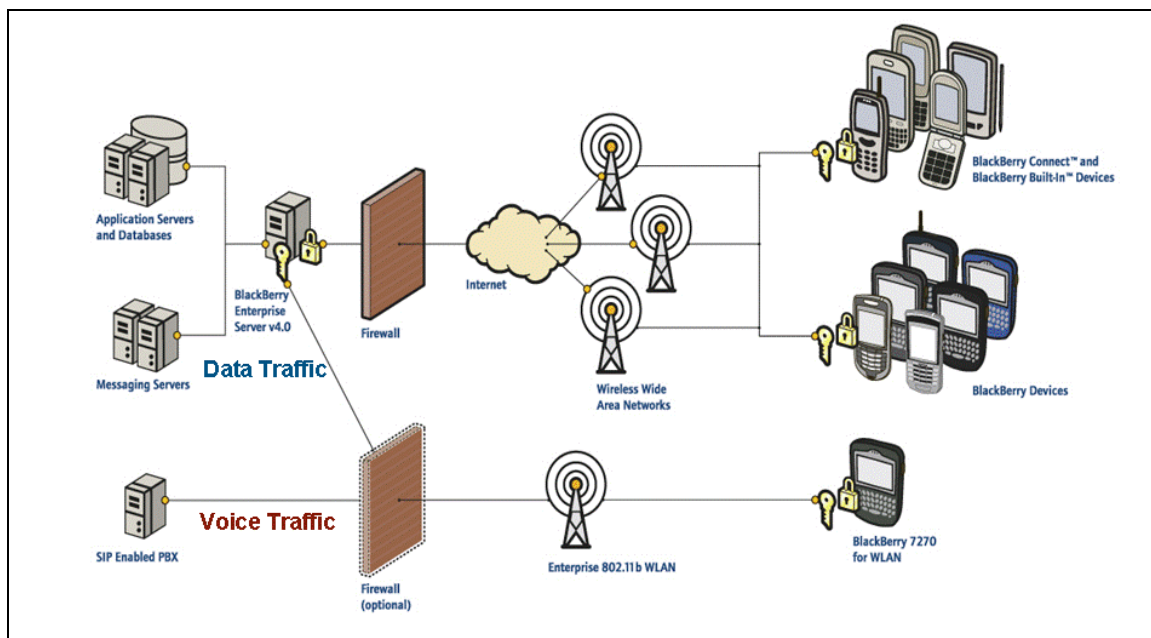 Application Servers
and Databases
BlackBerry
Enterprise
Server v4.0
Messaging Servers
Data Traffic
Firewall
Internet
Wireless Wide
Area Networks
BlackBerry Connect™ and
BlackBerry Built-In™ Devices
BlackBerry Devices
SIP Enabled PBX
Voice Traffic
Firewall
(optional)
Enterprise 802.11b WLAN
BlackBerry 7270
for WLAN